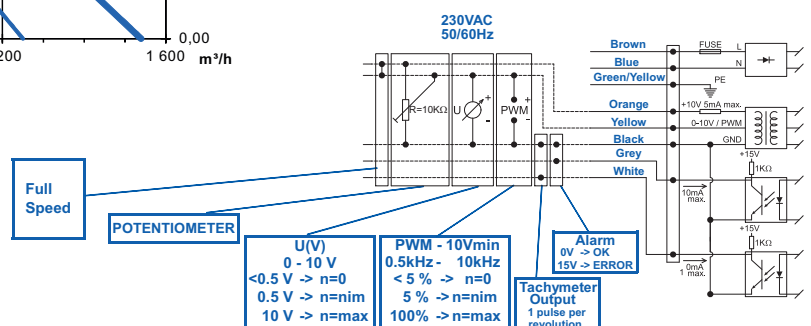 0,00
200
1 600
m³/h
230VAC
50/60Hz
Brown
FUSE
L
Blue
N
Green/Yellow
PE
Orange
+10V 5mA max.
R=10KΩ
U
+
-
PWM
+
-
Yellow
0-10V / PWM
Black
GND
Grey
+15V
1KΩ
White
10mA
max.
+15V
1KΩ
10mA
max.
Full
Speed
POTENTIOMETER
U(V)
0 - 10 V
<0.5 V -> n=0
0.5 V -> n=nim
10 V -> n=max
PWM - 10Vmin
0.5kHz - 10kHz
< 5 % -> n=0
5 % -> n=nim
100% -> n=max
Alarm
0V -> OK
15V -> ERROR
Tachymeter
Output
1 pulse per
revolution